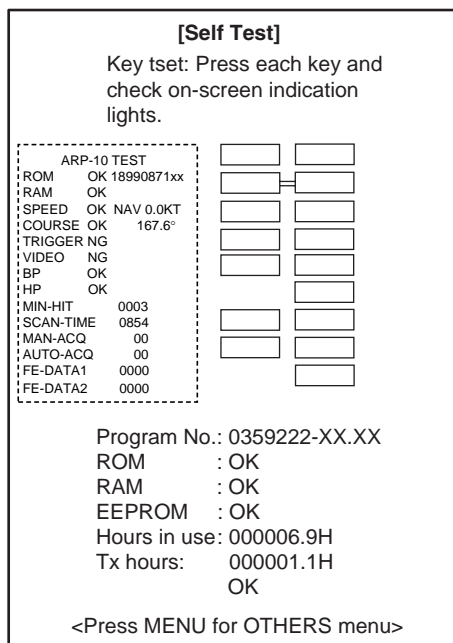 [Self Test]
Key tset: Press each key and
check on-screen indication
lights.
ARP-10 TEST
ROM OK 18990871xx
RAM OK
SPEED OK NAV 0.0KT
COURSE OK 167.6°
TRIGGER NG
VIDEO NG
BP OK
HP OK
MIN-HIT 0003
SCAN-TIME 0854
MAN-ACQ 00
AUTO-ACQ 00
FE-DATA1 0000
FE-DATA2 0000
Program No.: 0359222-XX.XX
ROM : OK
RAM : OK
EEPROM : OK
Hours in use: 000006.9H
Tx hours: 000001.1H
OK
<Press MENU for OTHERS menu>